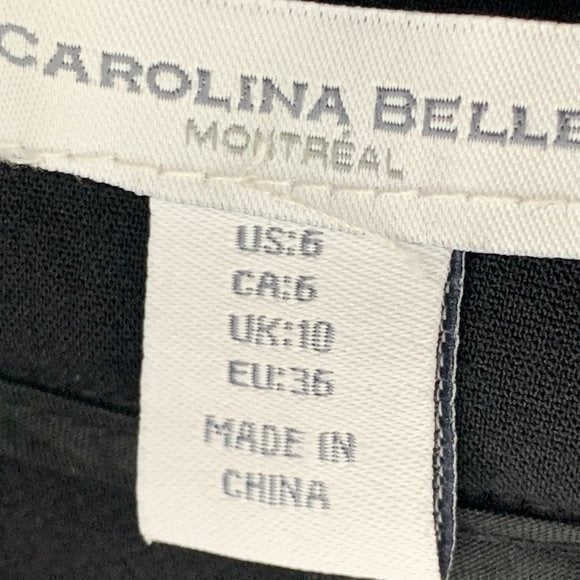 CAROLINA BELLE
MONTRÉAL
US:6
CA:6
UK:10
EU:36
MADE IN
CHINA